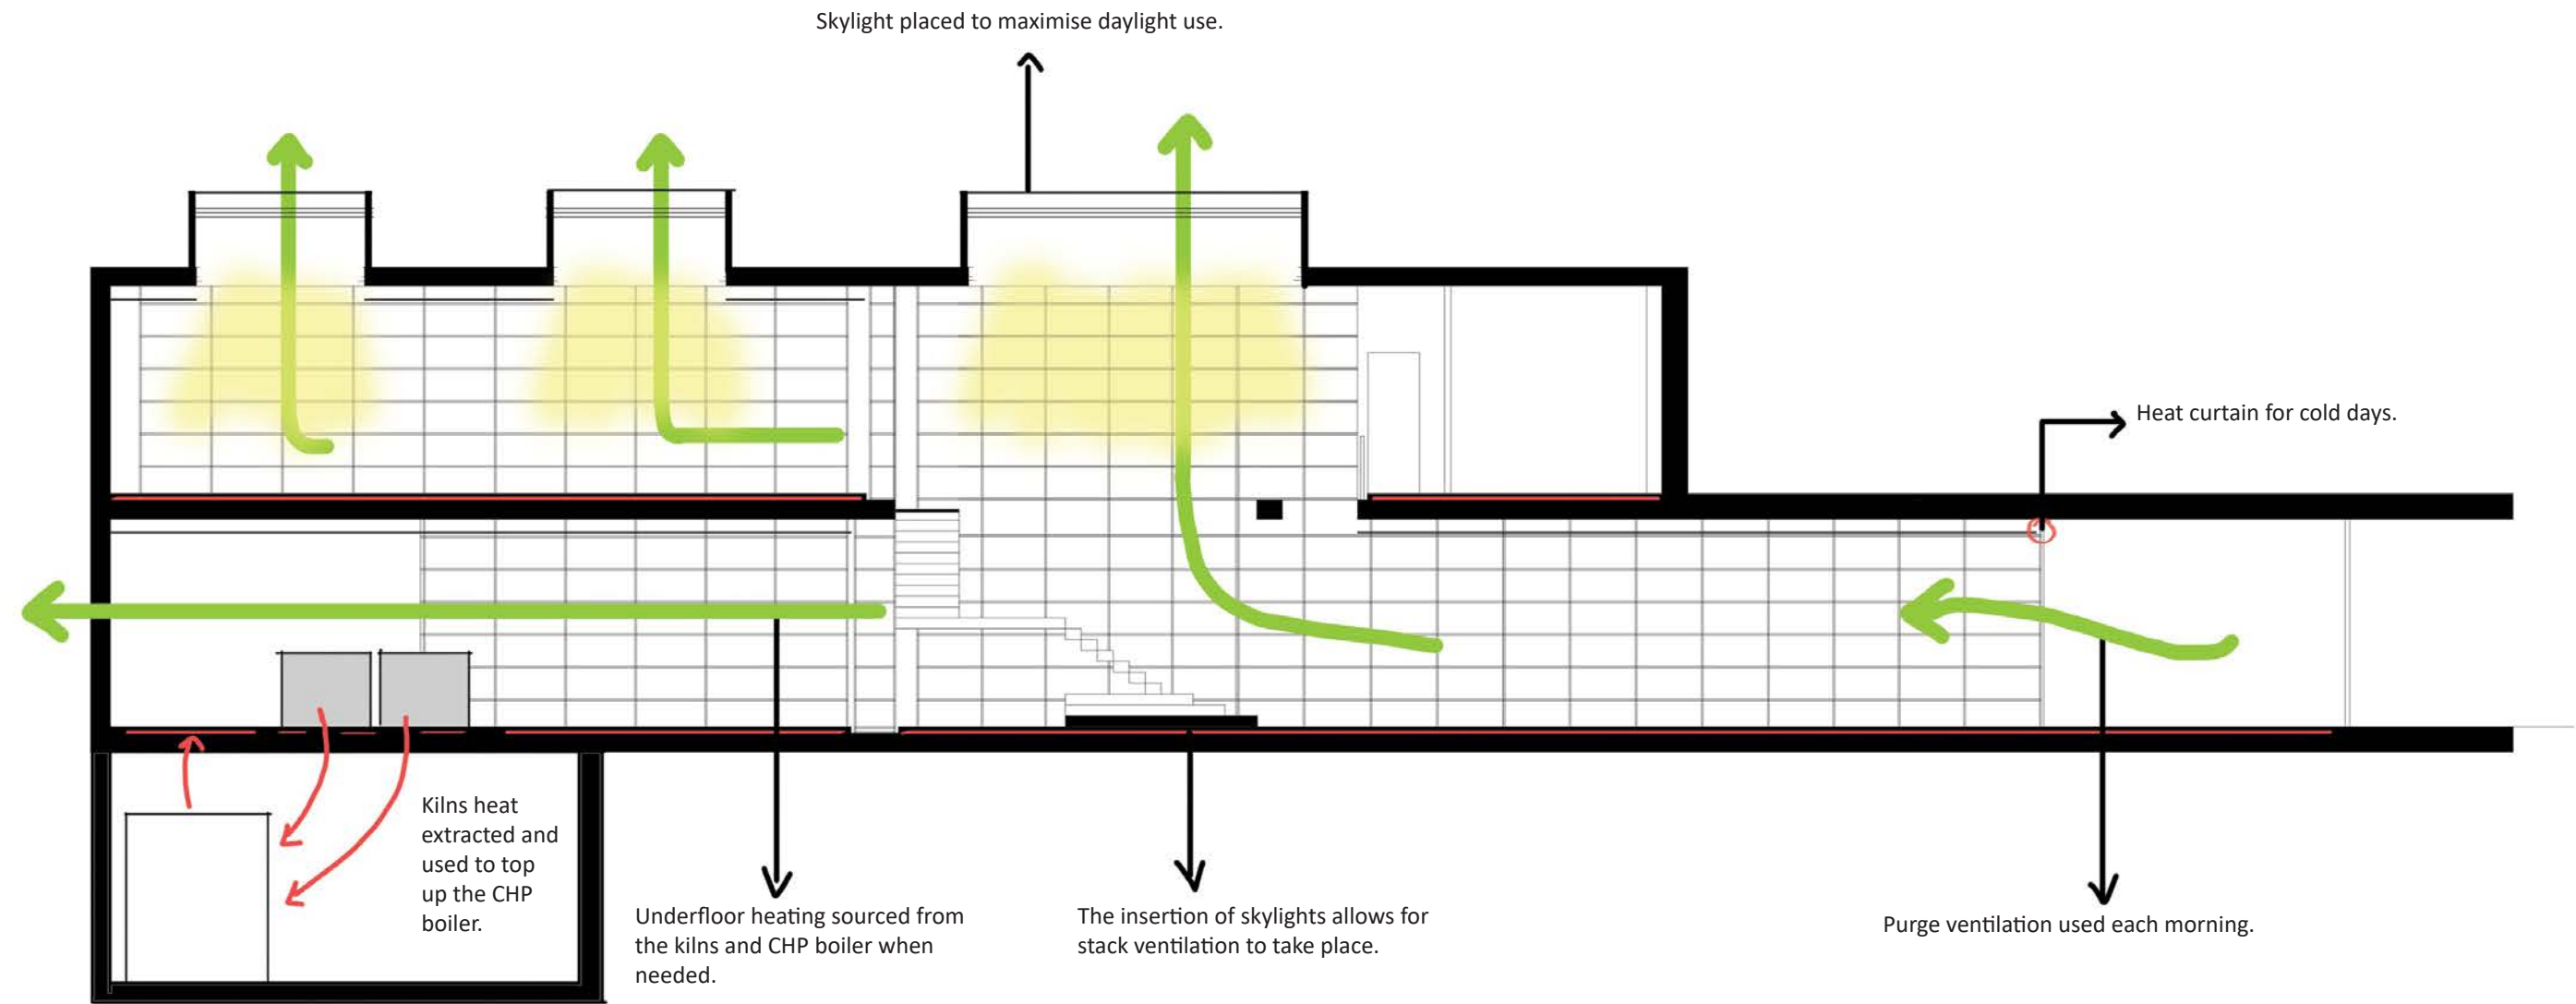 Skylight placed to maximise daylight use.
Heat curtain for cold days.
Kilns heat
extracted and
used to top
up the CHP
boiler.
Underfloor heating sourced from
the kilns and CHP boiler when
needed.
The insertion of skylights allows for
stack ventilation to take place.
Purge ventilation used each morning.